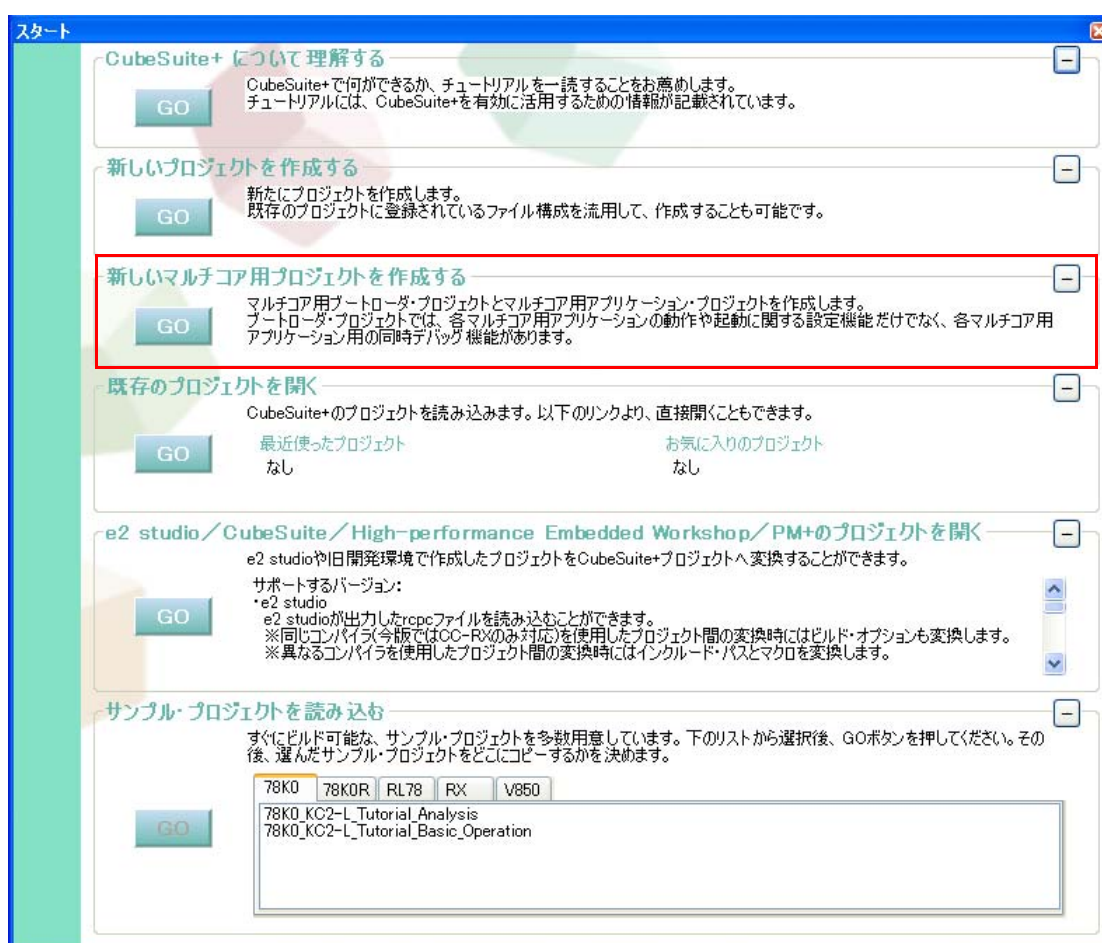 スタート
CubeSuite+ について理解する
CubeSuite+で何ができるか、チュートリアルを一読することをお薦めします。
チュートリアルには、CubeSuite+を有効に活用するための情報が記載されています。
GO
新しいプロジェクトを作成する
新たにプロジェクトを作成します。
既存のプロジェクトに登録されているファイル構成を流用して、作成することも可能です。
GO
新しいマルチコア用プロジェクトを作成する
マルチコア用ブートローダ・プロジェクトとマルチコア用アプリケーション・プロジェクトを作成します。
ブートローダ・プロジェクトでは、各マルチコア用アプリケーションの動作や起動に関する設定機能だけでなく、各マルチコア用
アプリケーション用の同時デバッグ機能があります。
GO
既存のプロジェクトを開く
CubeSuite+のプロジェクトを読み込みます。以下のリンクより、直接開くこともできます。
GO
最近使ったプロジェクト お気に入りのプロジェクト
なし なし
e2 studio／CubeSuite／High-performance Embedded Workshop／PM+のプロジェクトを開く
e2 studioや旧開発環境で作成したプロジェクトをCubeSuite+プロジェクトへ変換することができます。
サポートするバージョン:
・e2 studio
e2 studioが出力したrcpcファイルを読み込むことができます。
※同じコンパイラ(今版ではCC-RXのみ対応)を使用したプロジェクト間の変換時にはビルド・オプションも変換します。
※異なるコンパイラを使用したプロジェクト間の変換時にはインクルード・パスとマクロを変換します。
GO
サンプル・プロジェクトを読み込む
すぐにビルド可能な、サンプル・プロジェクトを多数用意しています。下のリストから選択後、GOボタンを押してください。その
後、選んだサンプル・プロジェクトをどこにコピーするかを決めます。
78K0 78K0R RL78 RX V850
78K0_KC2-L_Tutorial_Analysis
78K0_KC2-L_Tutorial_Basic_Operation
GO